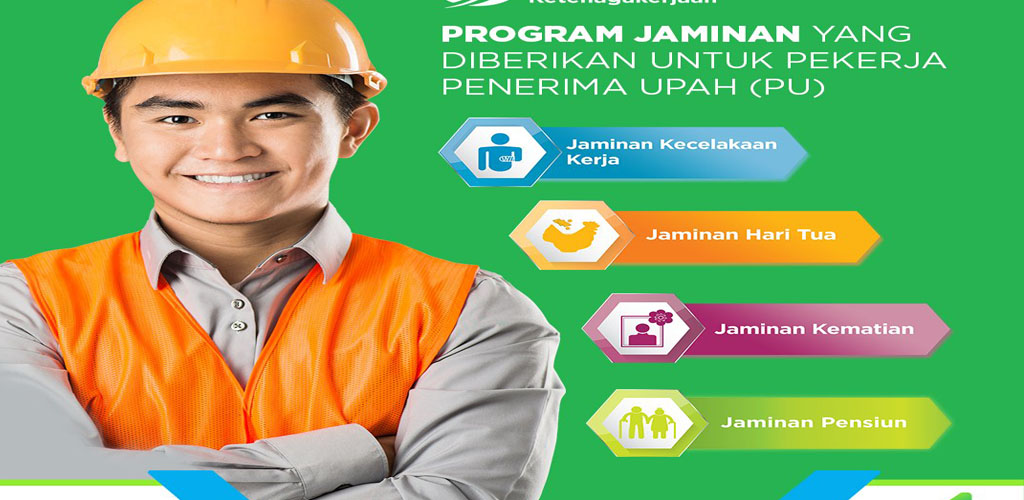 Ketenagakerjaan
PROGRAM JAMINAN YANG
DIBERIKAN UNTUK PEKERJA
PENERIMA UPAH (PU)
Jaminan Kecelakaan
Kerja
Jaminan Hari Tua
Jaminan Kematian
Jaminan Pensiun